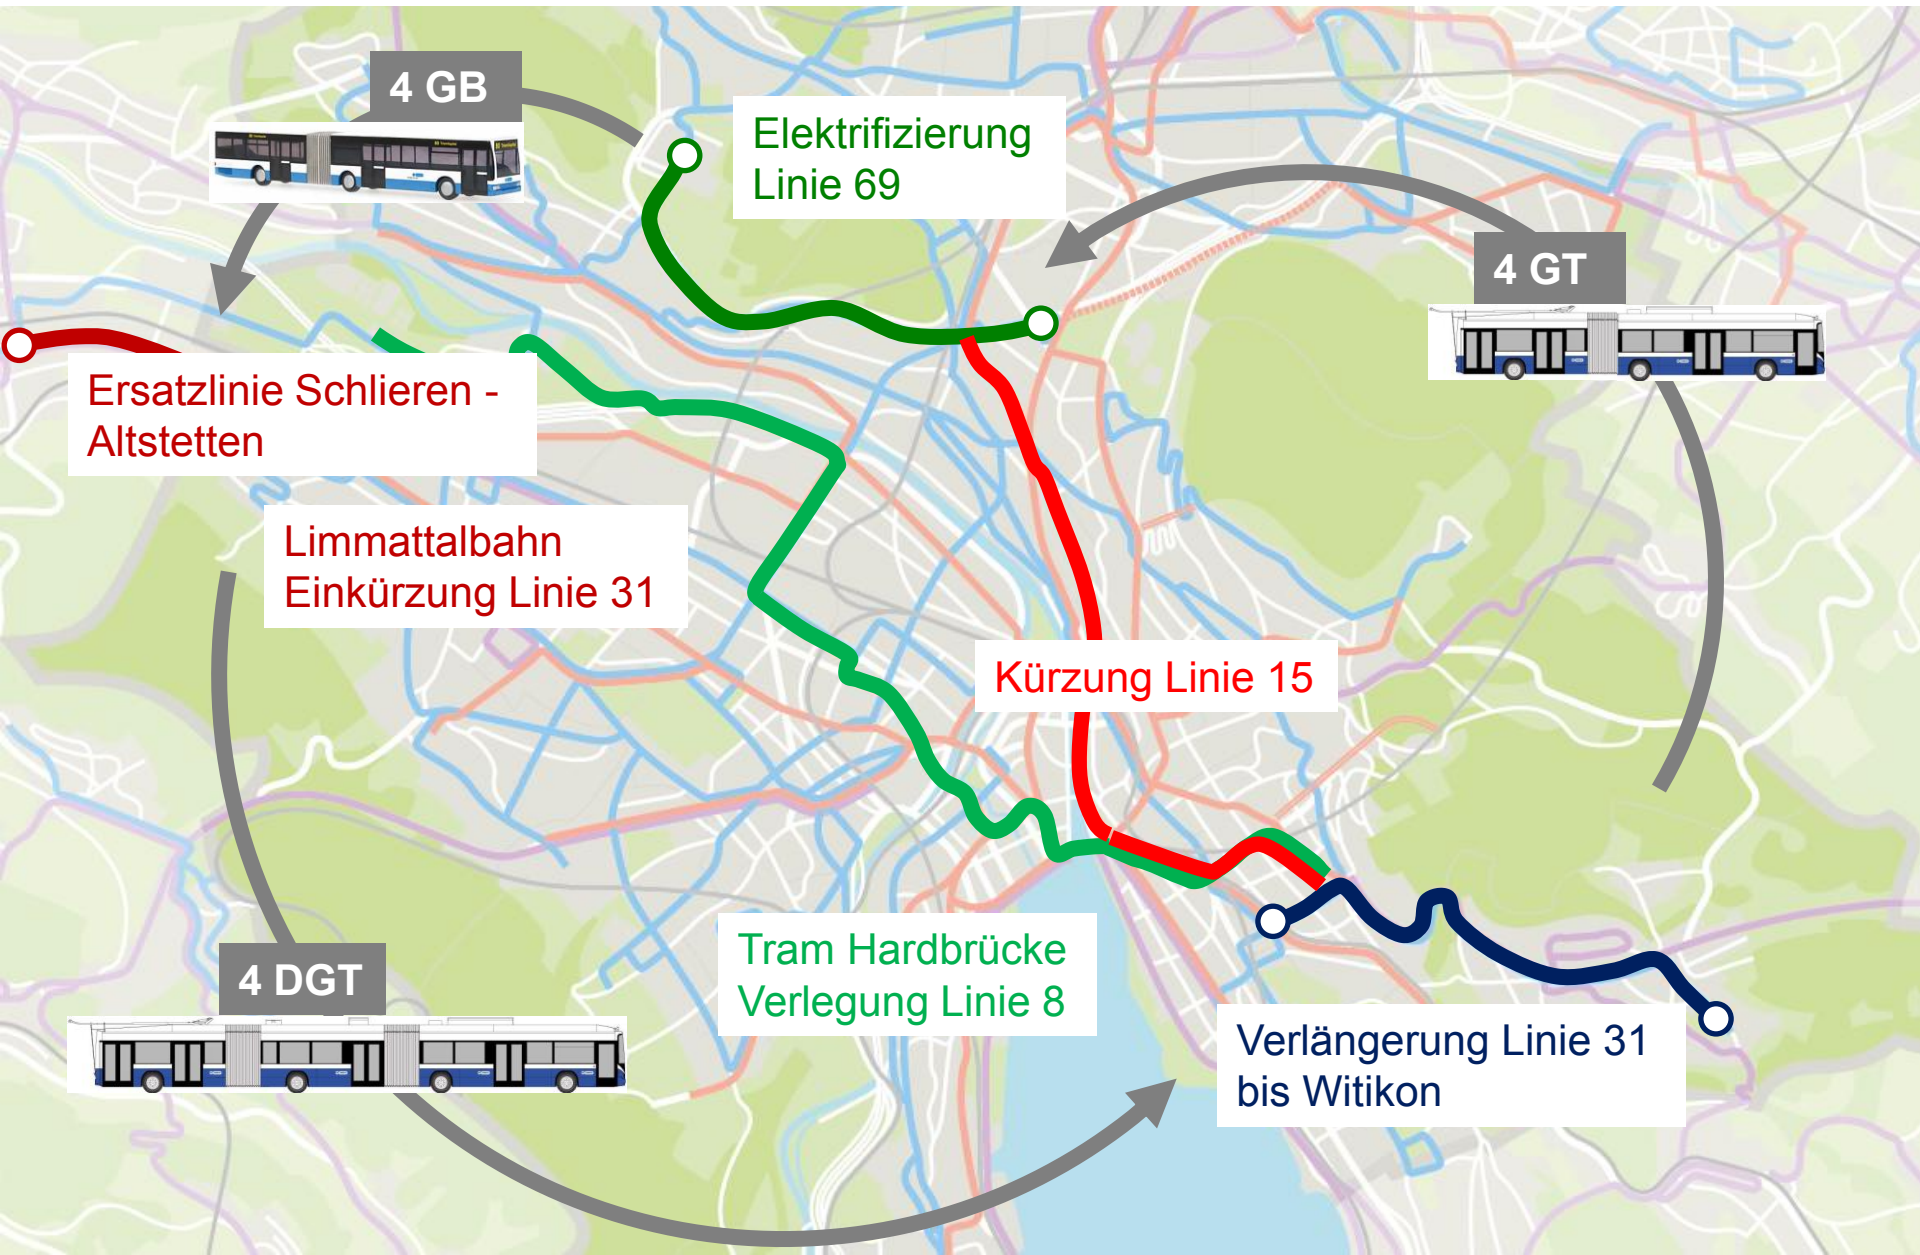 4 GB
Elektrifizierung
Linie 69
4 GT
Ersatzlinie Schlieren -
Altstetten
Limmattalbahn
Einkürzung Linie 31
Kürzung Linie 15
Tram Hardbrücke
Verlegung Linie 8
4 DGT
Verlängerung Linie 31
bis Witikon